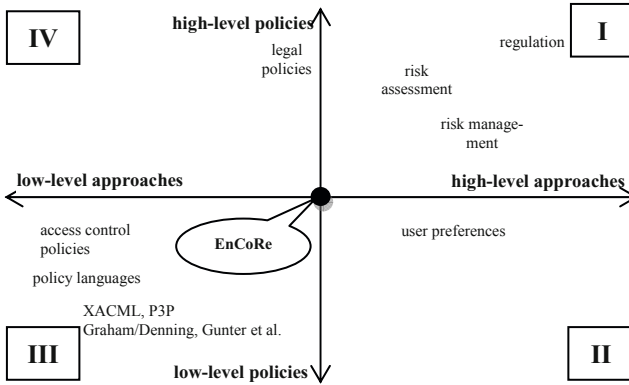 IV
high-level policies
legal
policies
regulation
I
risk
assessment
risk manage-
ment
low-level approaches
high-level approaches
access control
policies
EnCoRe
user preferences
policy languages
XACML, P3P
Graham/Denning, Gunter et al.
III
low-level policies
II